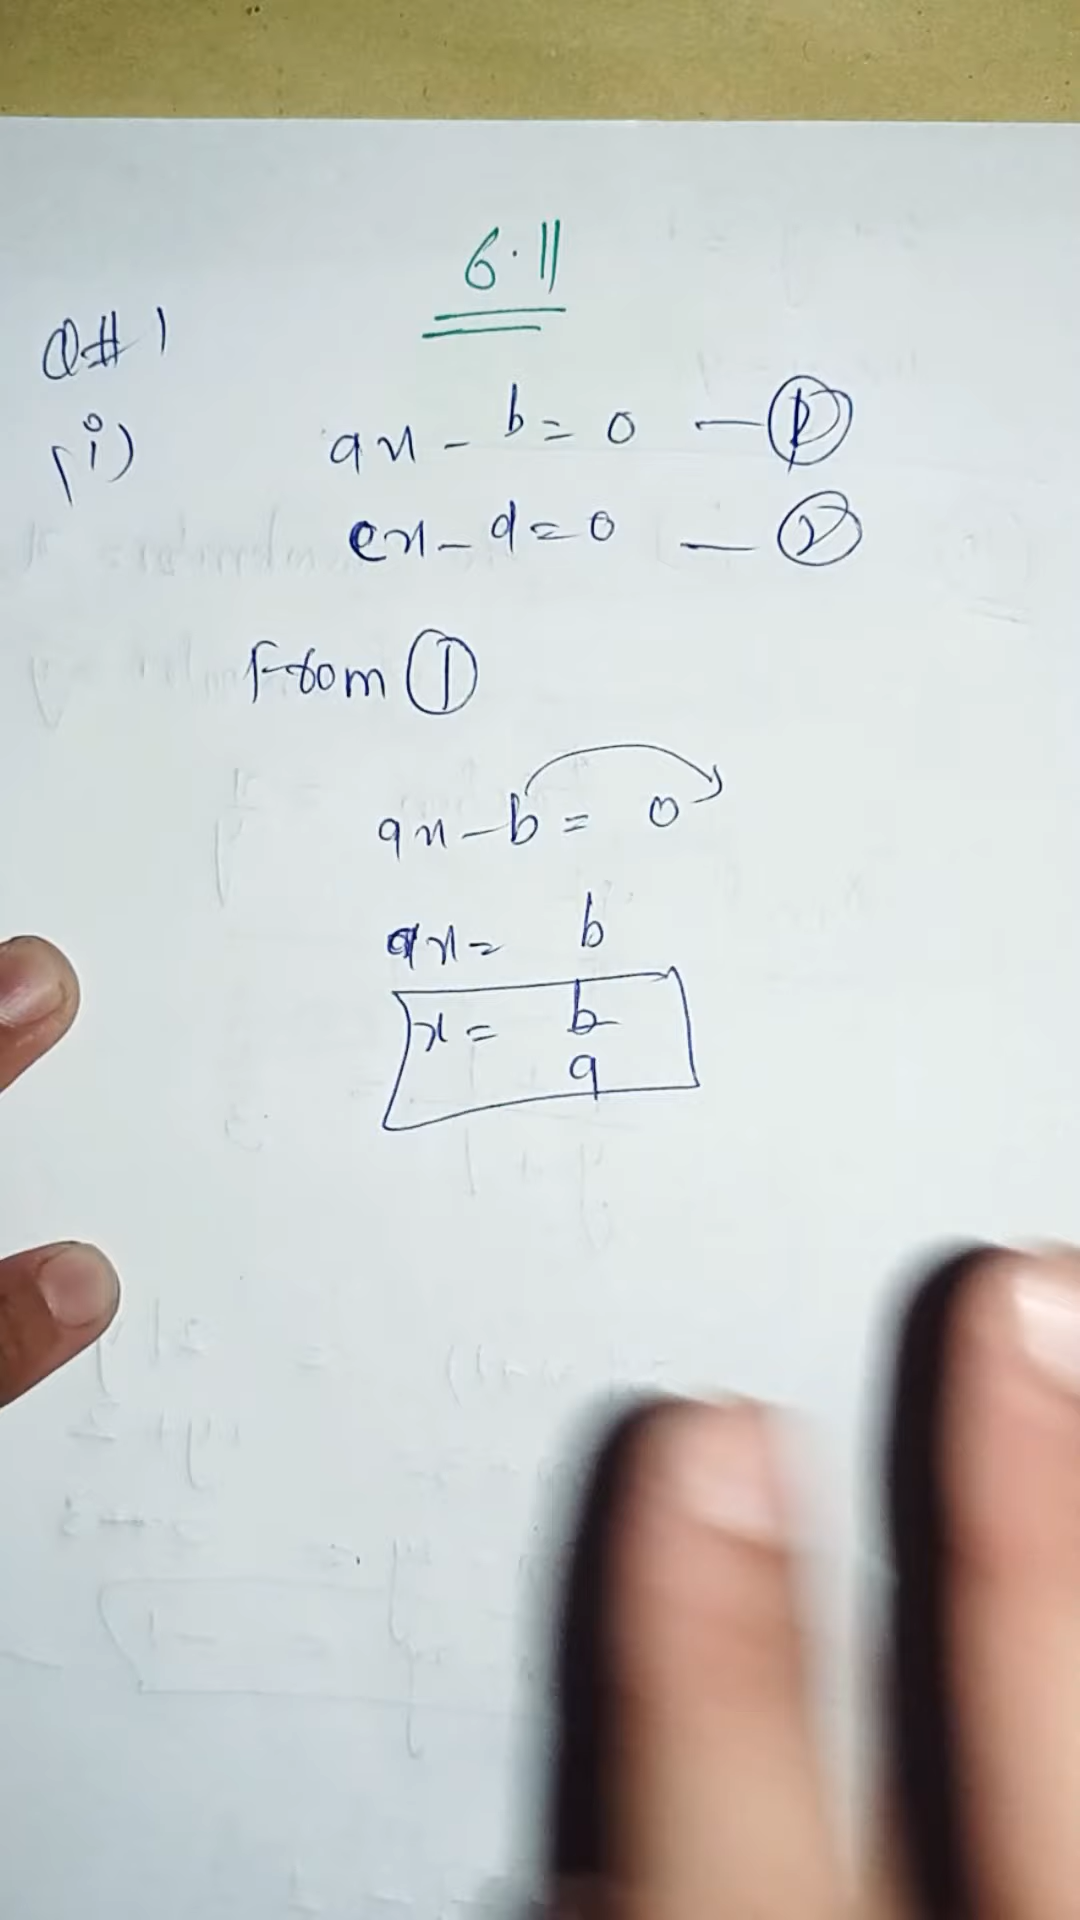 6.11
Q#1
(i) ax - b = 0 — ①
cx - d = 0 — ②
From ①
ax - b = 0
ax = b
x = b/a